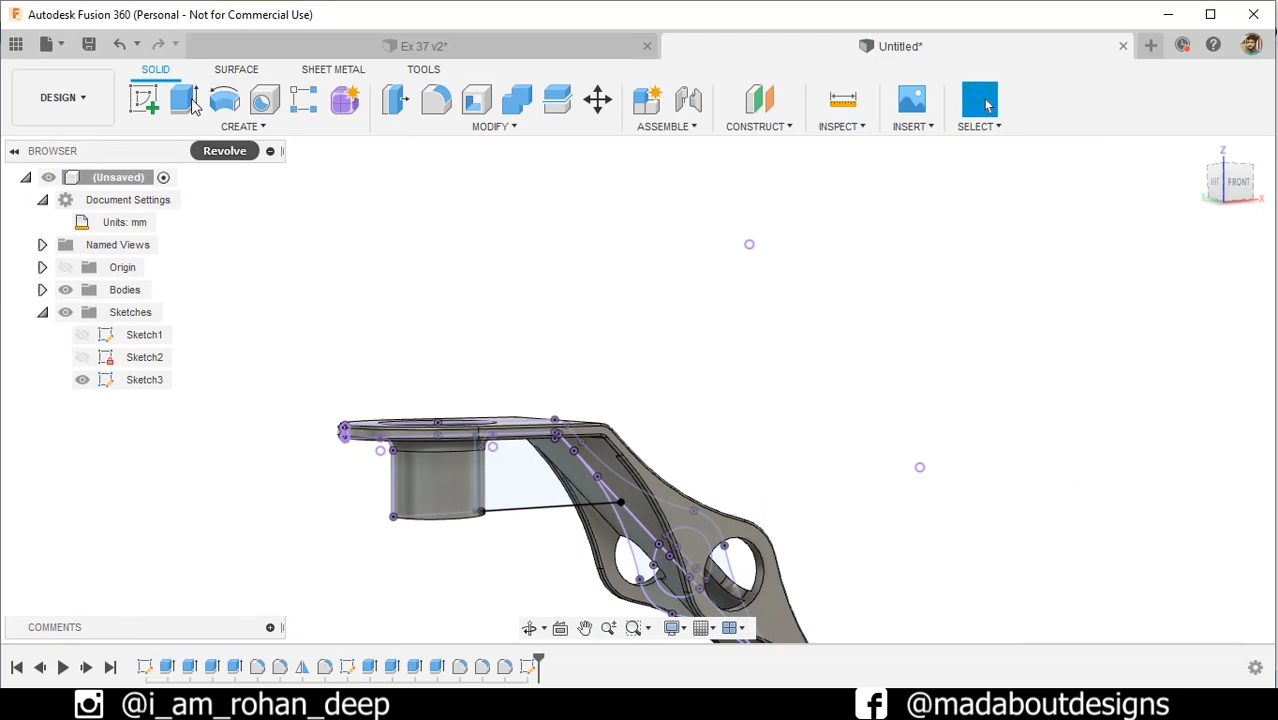 Autodesk Fusion 360 (Personal - Not for Commercial Use)
Ex 37 v2*
Untitled*
SOLID SURFACE SHEET METAL TOOLS
DESIGN
CREATE MODIFY ASSEMBLE CONSTRUCT INSPECT INSERT SELECT
BROWSER
Revolve
(Unsaved)
Document Settings
Units: mm
Named Views
Origin
Bodies
Sketches
Sketch1
Sketch2
Sketch3
Z
FRONT
X
COMMENTS
@i_am_rohan_deep
@madaboutdesigns